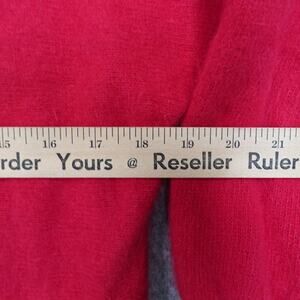 15 16 17 18 19 20 21
rder Yours @ Reseller Ruler